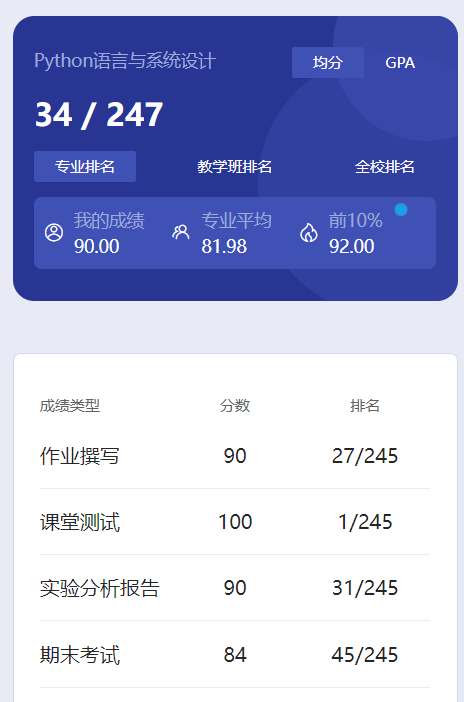 Python语言与系统设计 均分 GPA
34 / 247
专业排名 教学班排名 全校排名
我的成绩 专业平均 前10%
90.00 81.98 92.00
成绩类型 分数 排名
作业撰写 90 27/245
课堂测试 100 1/245
实验分析报告 90 31/245
期末考试 84 45/245